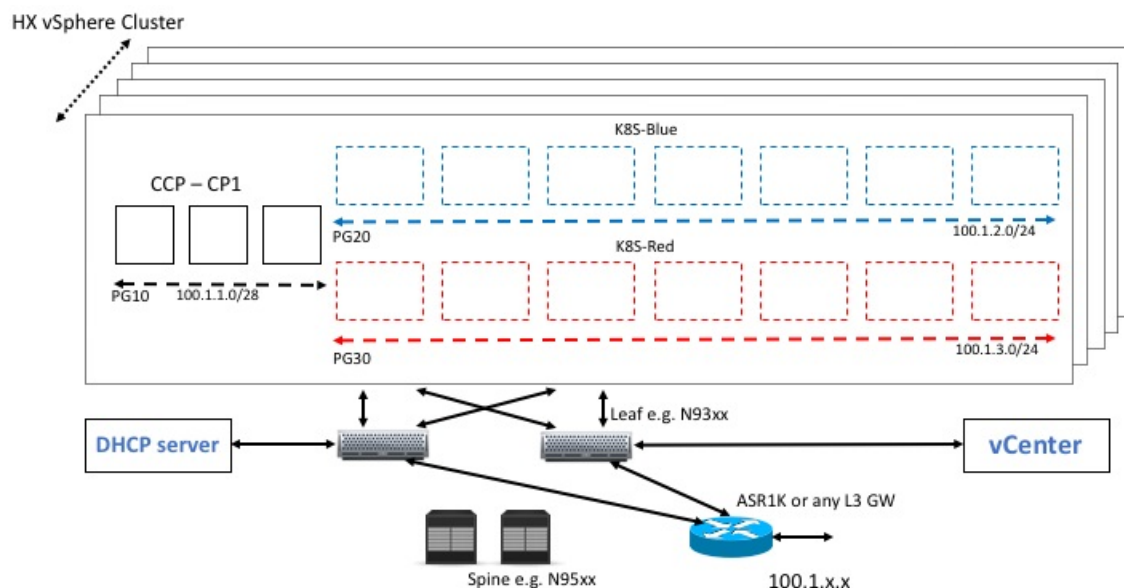 HX vSphere Cluster
K8S-Blue
CCP – CP1
PG20
100.1.2.0/24
K8S-Red
PG10
100.1.1.0/28
PG30
100.1.3.0/24
Leaf e.g. N93xx
DHCP server
vCenter
ASR1K or any L3 GW
Spine e.g. N95xx
100.1.x.x